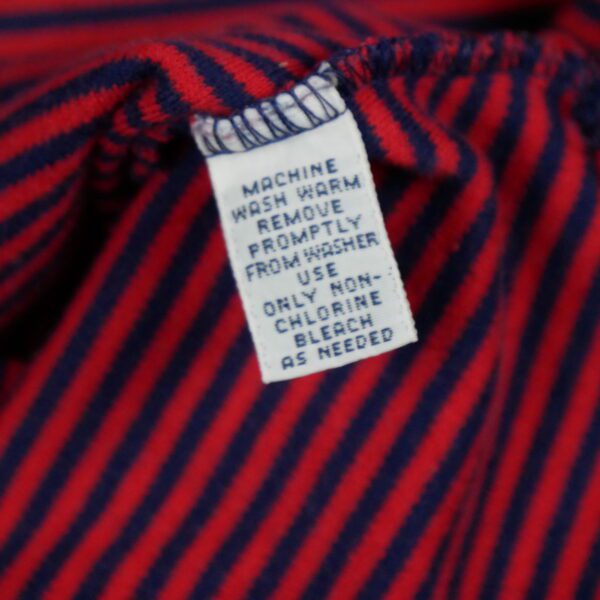 MACHINE
WASH WARM
REMOVE
PROMPTLY
FROM WASHER
USE
ONLY NON-
CHLORINE
BLEACH
AS NEEDED